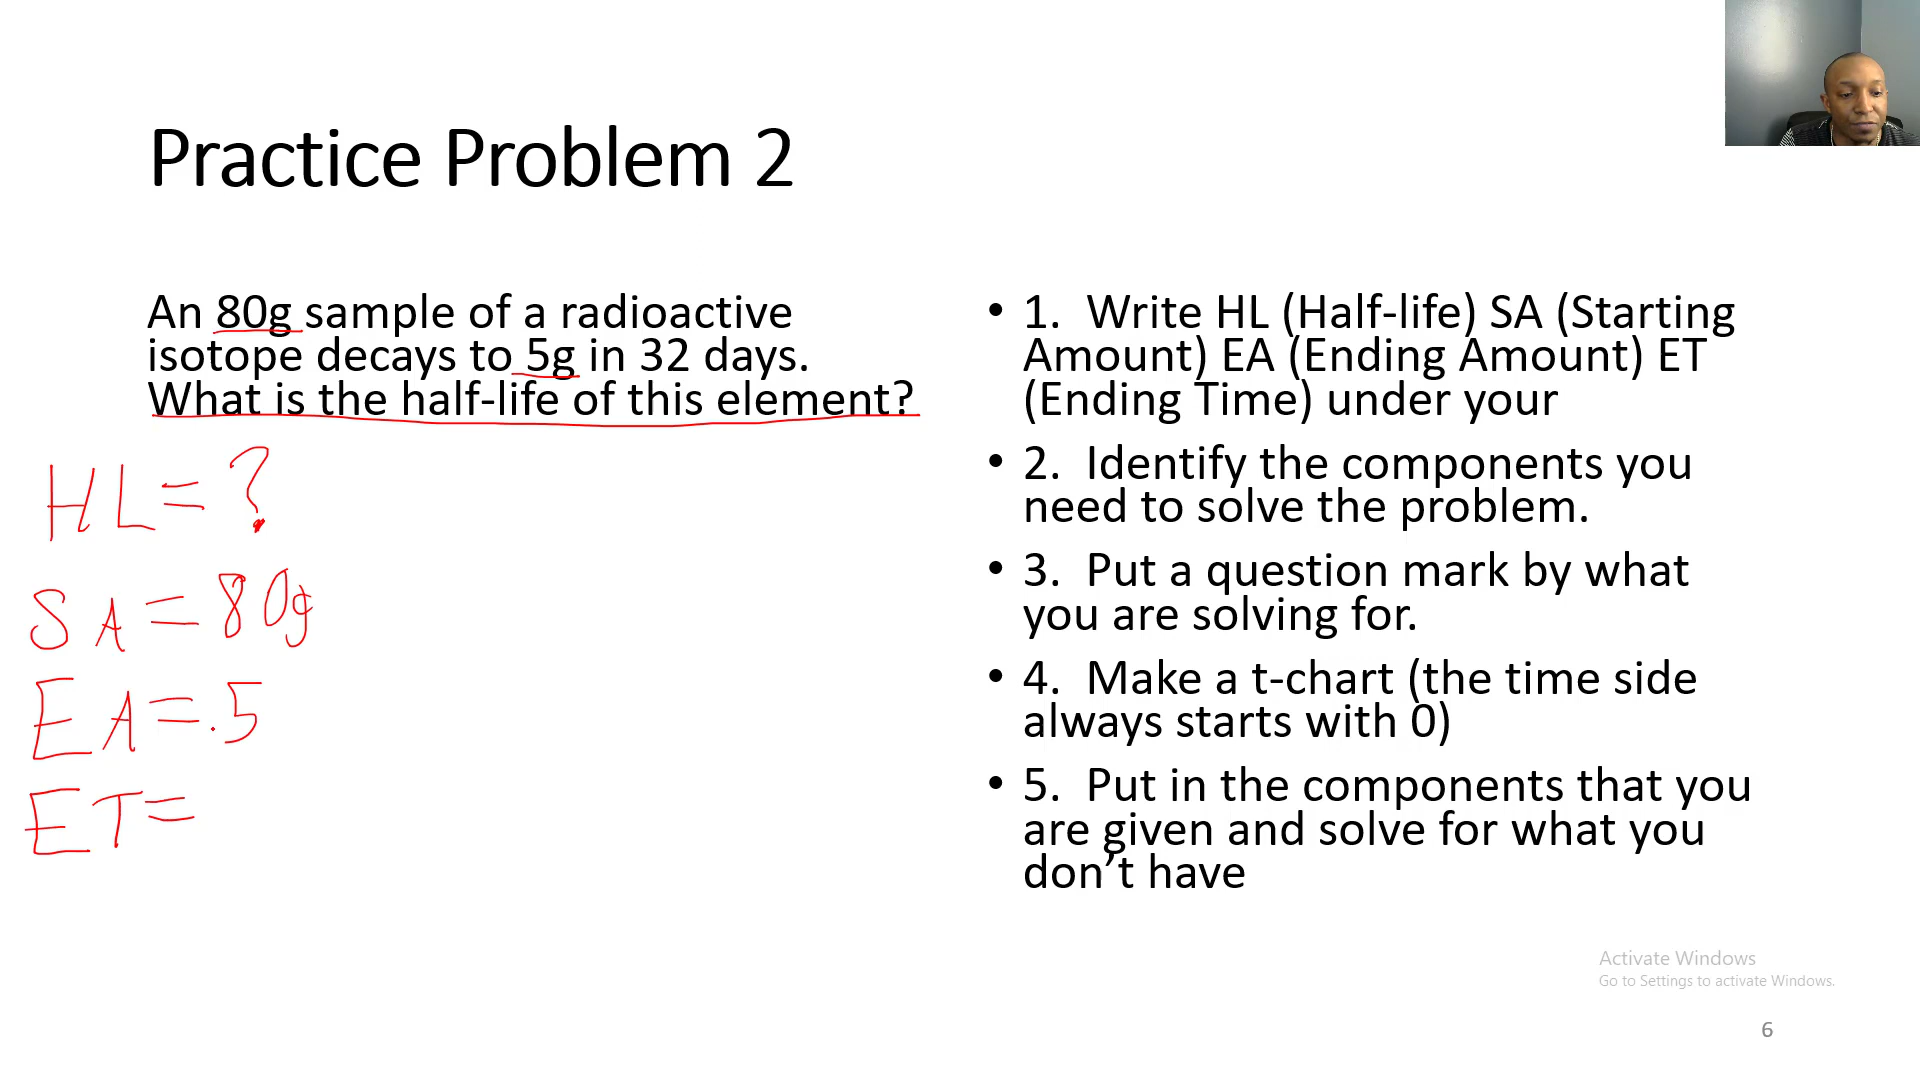 Practice Problem 2
An 80g sample of a radioactive
isotope decays to 5g in 32 days.
What is the half-life of this element?
HL = ?
SA = 80g
EA = .5
ET =
• 1. Write HL (Half-life) SA (Starting
Amount) EA (Ending Amount) ET
(Ending Time) under your
• 2. Identify the components you
need to solve the problem.
• 3. Put a question mark by what
you are solving for.
• 4. Make a t-chart (the time side
always starts with 0)
• 5. Put in the components that you
are given and solve for what you
don’t have
Activate Windows
Go to Settings to activate Windows.
6